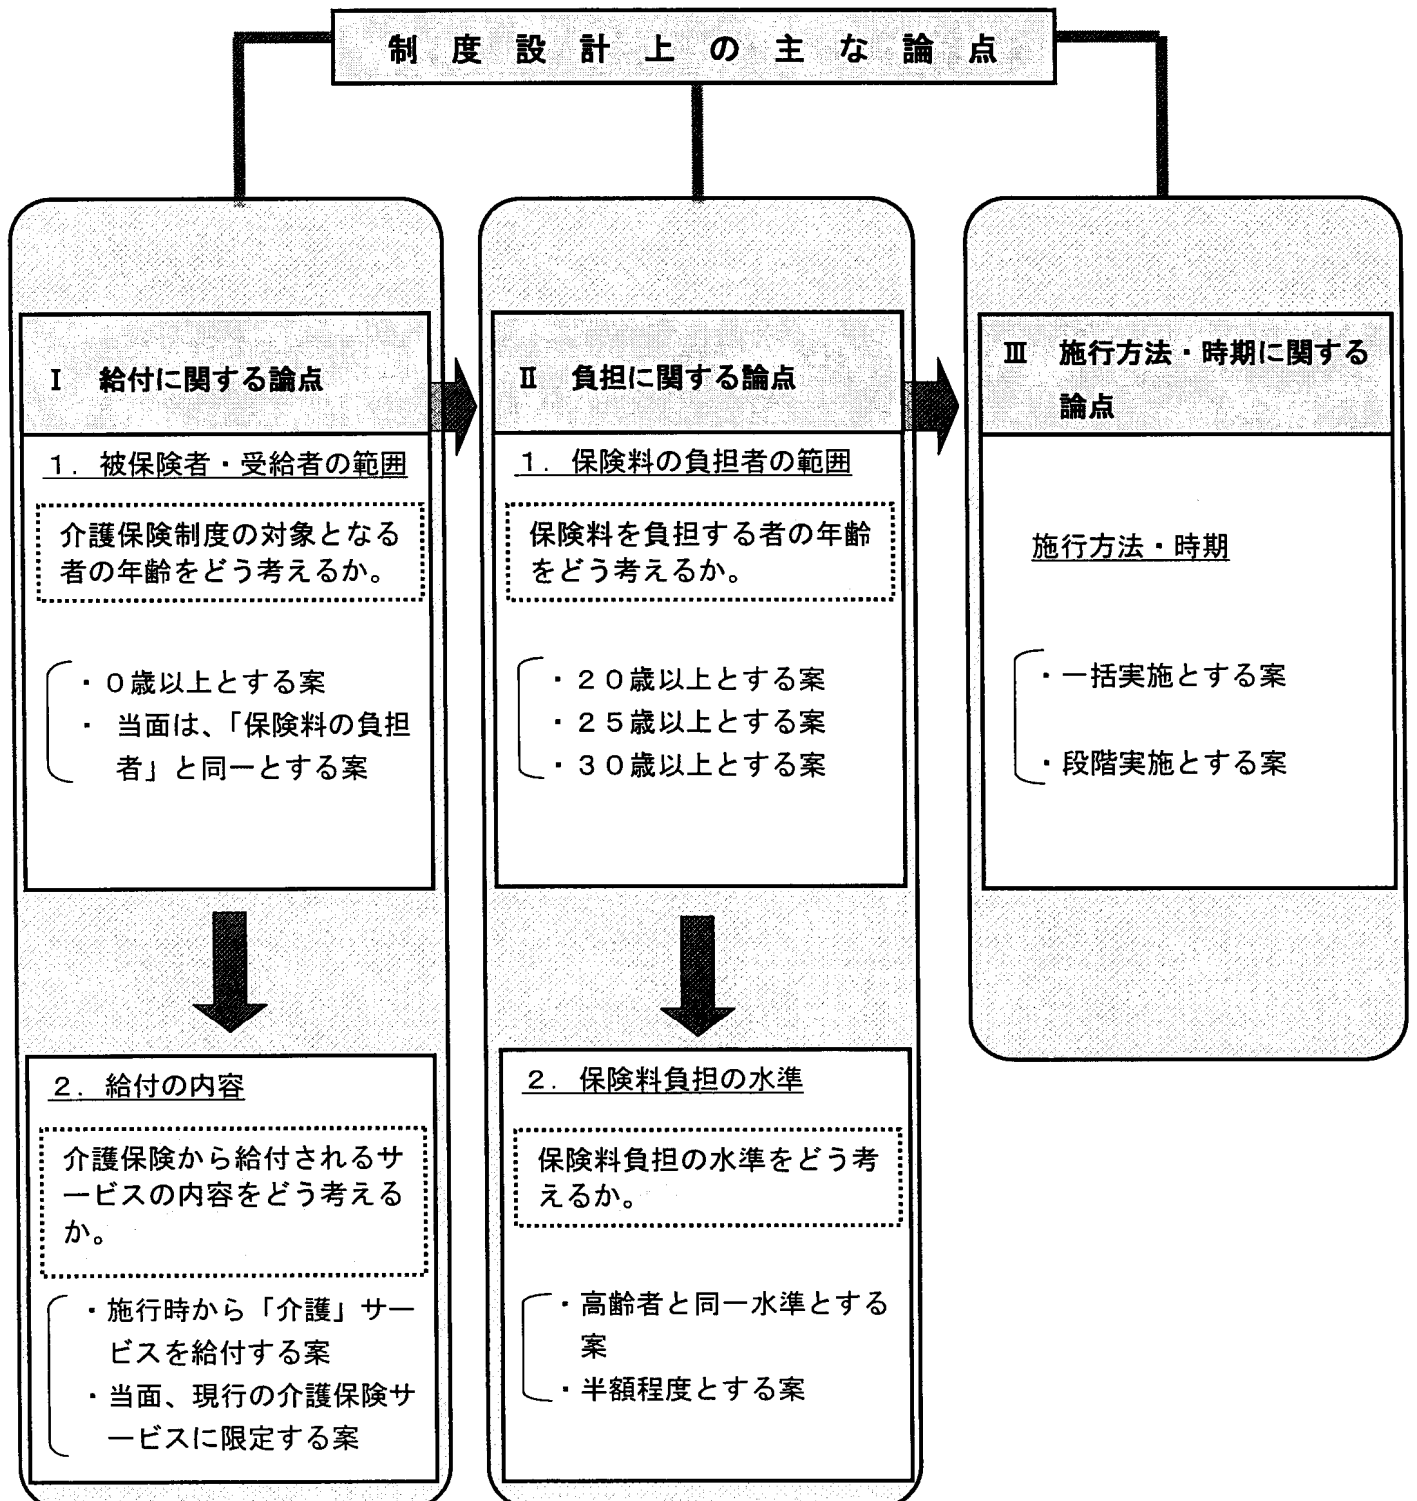 制度設計上の主な論点
Ⅰ　給付に関する論点
１．被保険者・受給者の範囲
介護保険制度の対象となる
者の年齢をどう考えるか。
・０歳以上とする案
・当面は、「保険料の負担
者」と同一とする案
２．給付の内容
介護保険から給付されるサ
ービスの内容をどう考える
か。
・施行時から「介護」サー
ビスを給付する案
・当面、現行の介護保険サ
ービスに限定する案
Ⅱ　負担に関する論点
１．保険料の負担者の範囲
保険料を負担する者の年齢
をどう考えるか。
・２０歳以上とする案
・２５歳以上とする案
・３０歳以上とする案
２．保険料負担の水準
保険料負担の水準をどう考
えるか。
・高齢者と同一水準とする
案
・半額程度とする案
Ⅲ　施行方法・時期に関する
論点
施行方法・時期
・一括実施とする案
・段階実施とする案